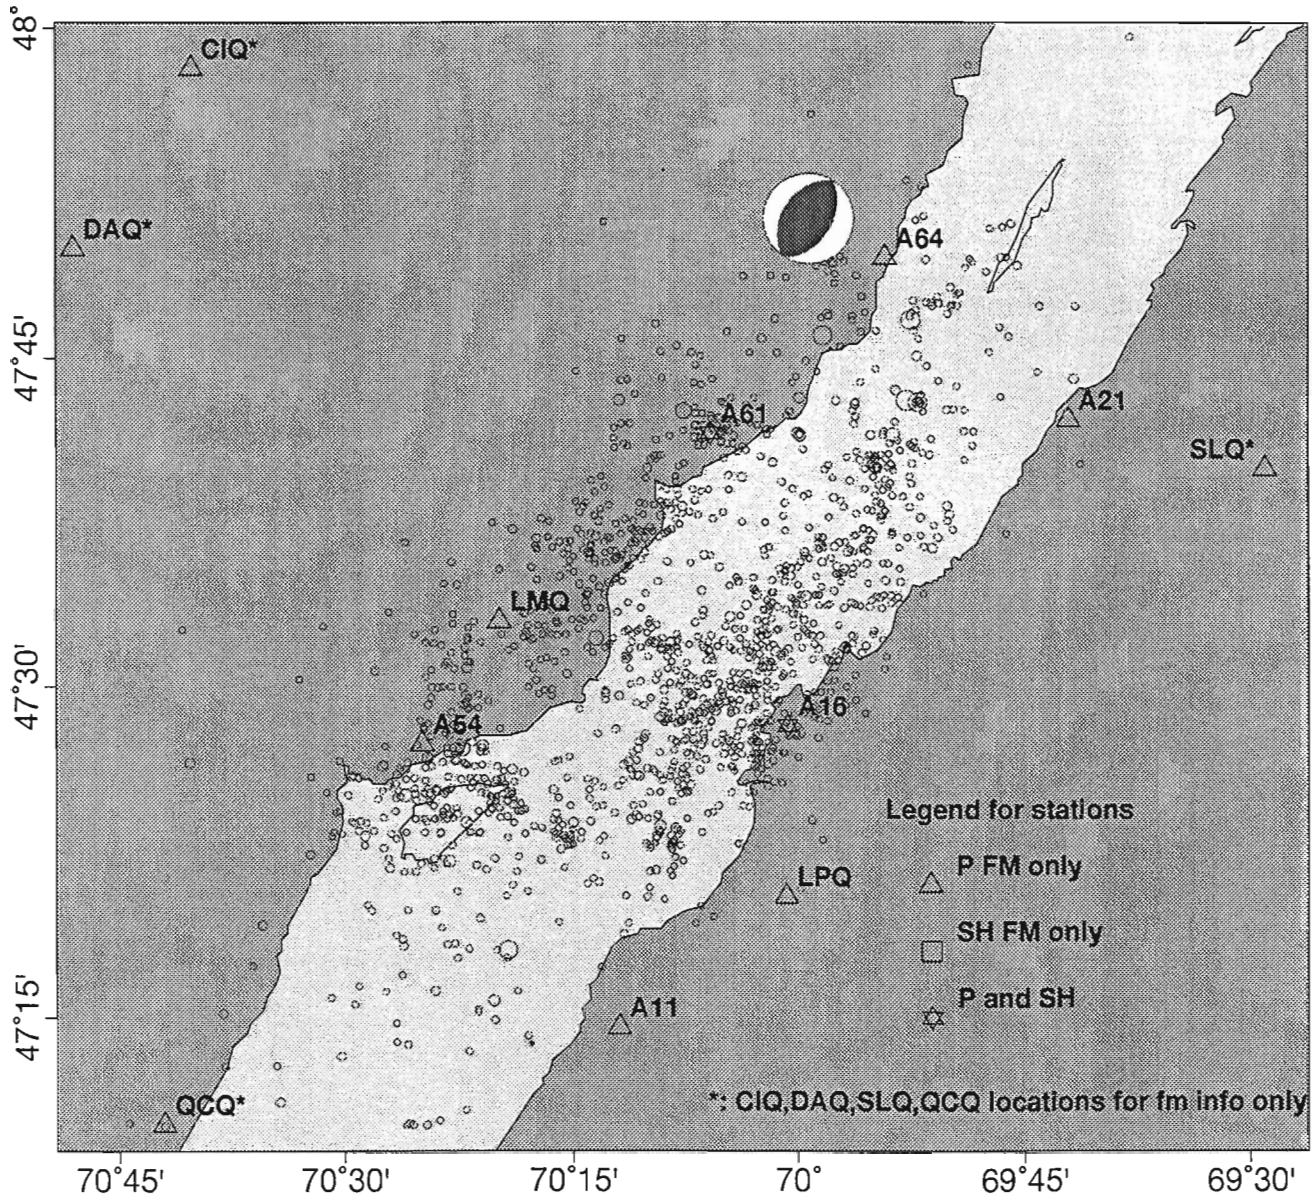 48°
CIQ*
DAQ*
A64
47°45'
A61
A21
SLQ*
LMQ
47°30'
A54
A16
Legend for stations
LPQ
P FM only
SH FM only
A11
P and SH
47°15'
QCQ*
*: CIQ,DAQ,SLQ,QCQ locations for fm info only
70°45'
70°30'
70°15'
70°
69°45'
69°30'